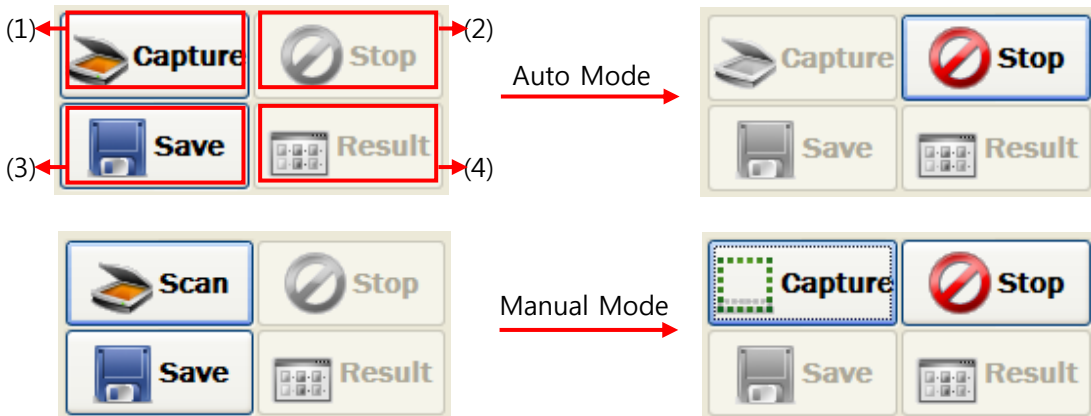 (1) Capture Stop (2)
(3) Save Result (4)
Auto Mode
Capture Stop
Save Result
Scan Stop
Save Result
Manual Mode
Capture Stop
Save Result